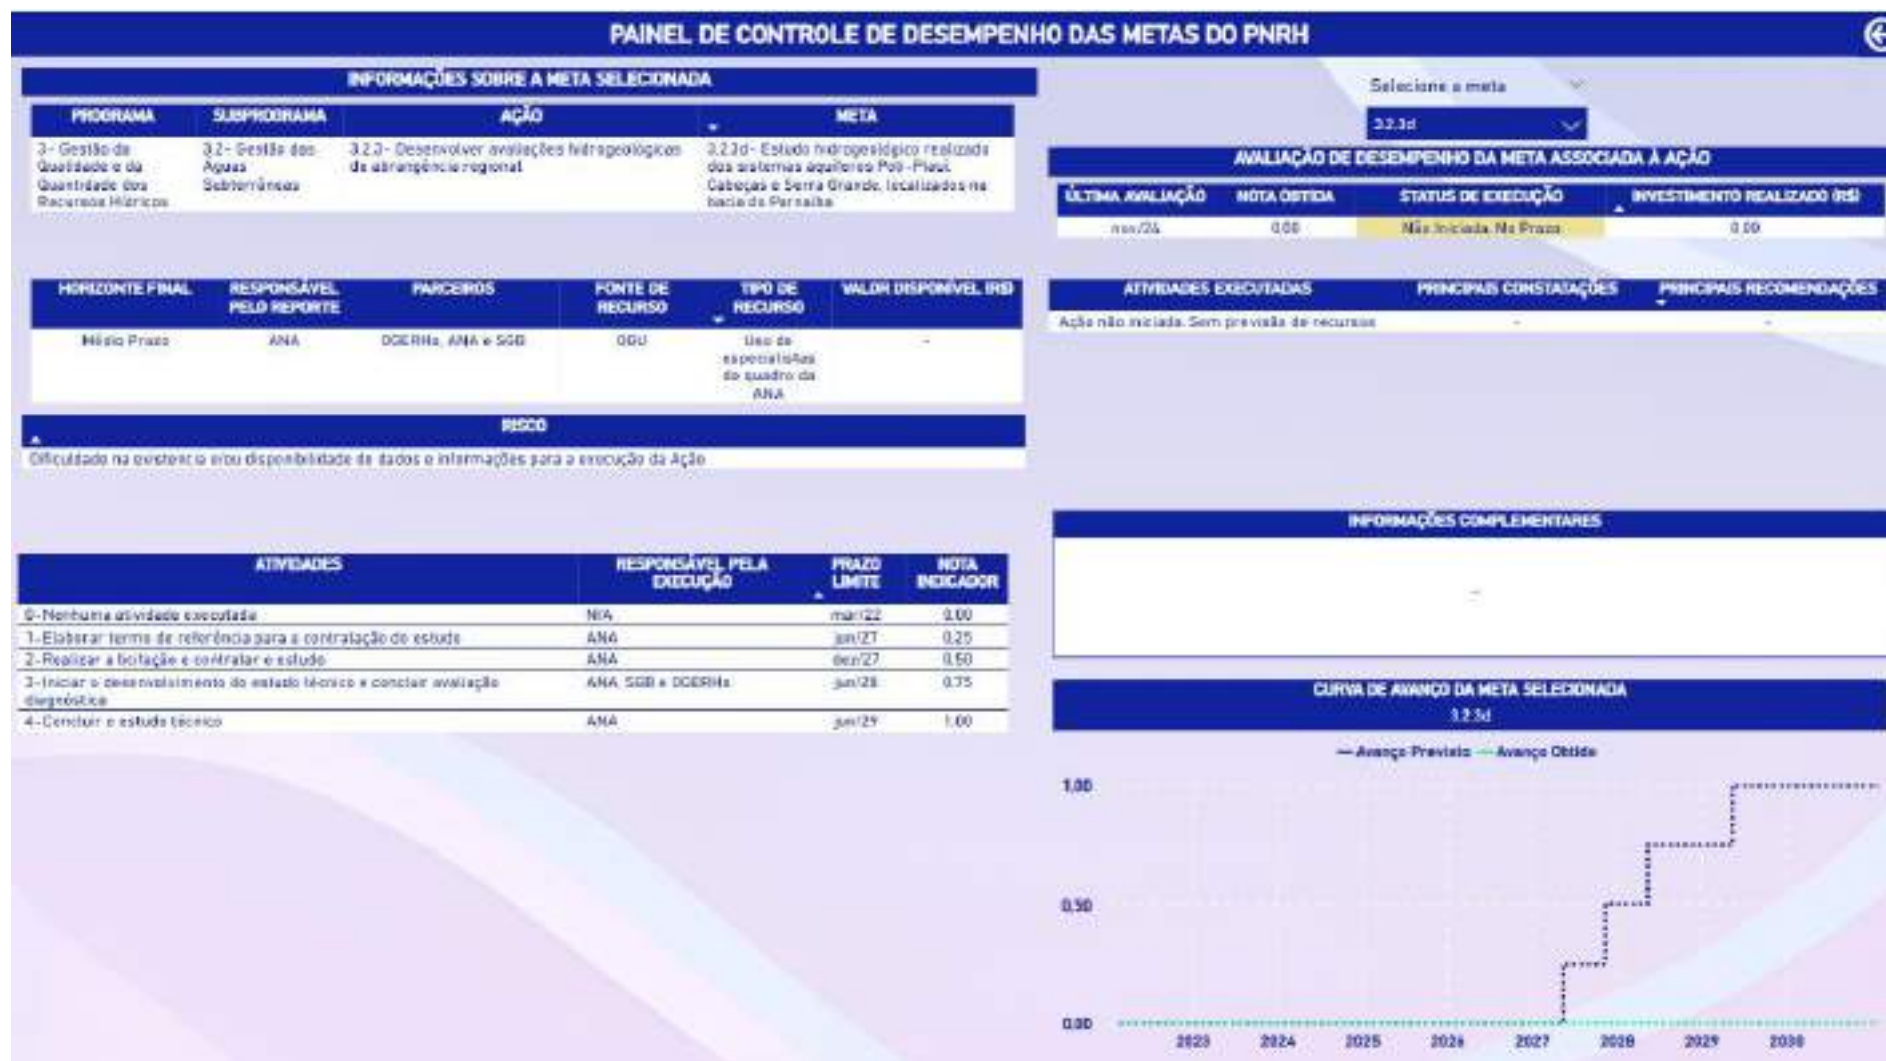 PAINEL DE CONTROLE DE DESEMPENHO DAS METAS DO PNRH
INFORMAÇÕES SOBRE A META SELECIONADA
PROGRAMA SUBPROGRAMA AÇÃO META
3- Gestão da Qualidade e da Quantidade dos Recursos Hídricos
3.2- Gestão das Águas Subterrâneas
3.2.3- Desenvolver avaliações hidrogeológicas de abrangência regional
3.2.3d- Estudo hidrogeológico realizado dos sistemas aquíferos Poti-Piauí, Cabeças e Serra Grande, localizados na bacia do Parnaíba
Selecione a meta
3.2.3d
AVALIAÇÃO DE DESEMPENHO DA META ASSOCIADA À AÇÃO
ÚLTIMA AVALIAÇÃO NOTA OBTIDA STATUS DE EXECUÇÃO INVESTIMENTO REALIZADO (R$)
nov/24 0,00 Não Iniciada. No Prazo 0,00
HORIZONTE FINAL RESPONSÁVEL PELO REPORTE PARCEIROS FONTE DE RECURSO TIPO DE RECURSO VALOR DISPONÍVEL (R$)
Médio Prazo ANA OGERHs, ANA e SGB OGU Uso de especialistas do quadro da ANA -
ATIVIDADES EXECUTADAS PRINCIPAIS CONSTATAÇÕES PRINCIPAIS RECOMENDAÇÕES
Ação não iniciada. Sem previsão de recursos - -
RISCO
Dificuldade na existencia e/ou disponibilidade de dados e informações para a execução da Ação
INFORMAÇÕES COMPLEMENTARES
-
ATIVIDADES RESPONSÁVEL PELA EXECUÇÃO PRAZO LIMITE NOTA INDICADOR
0-Nenhuma atividade executada N/A mar/22 0,00
1-Elaborar termo de referência para a contratação do estudo ANA jun/27 0,25
2-Realizar a licitação e contratar o estudo ANA dez/27 0,50
3-Iniciar o desenvolvimento do estudo técnico e concluir avaliação diagnóstica ANA, SGB e OGERHs jun/28 0,75
4-Concluir o estudo técnico ANA jun/29 1,00
CURVA DE AVANÇO DA META SELECIONADA
3.2.3d
Avanço Previsto Avanço Obtido
1,00
0,50
0,00
2023 2024 2025 2026 2027 2028 2029 2030